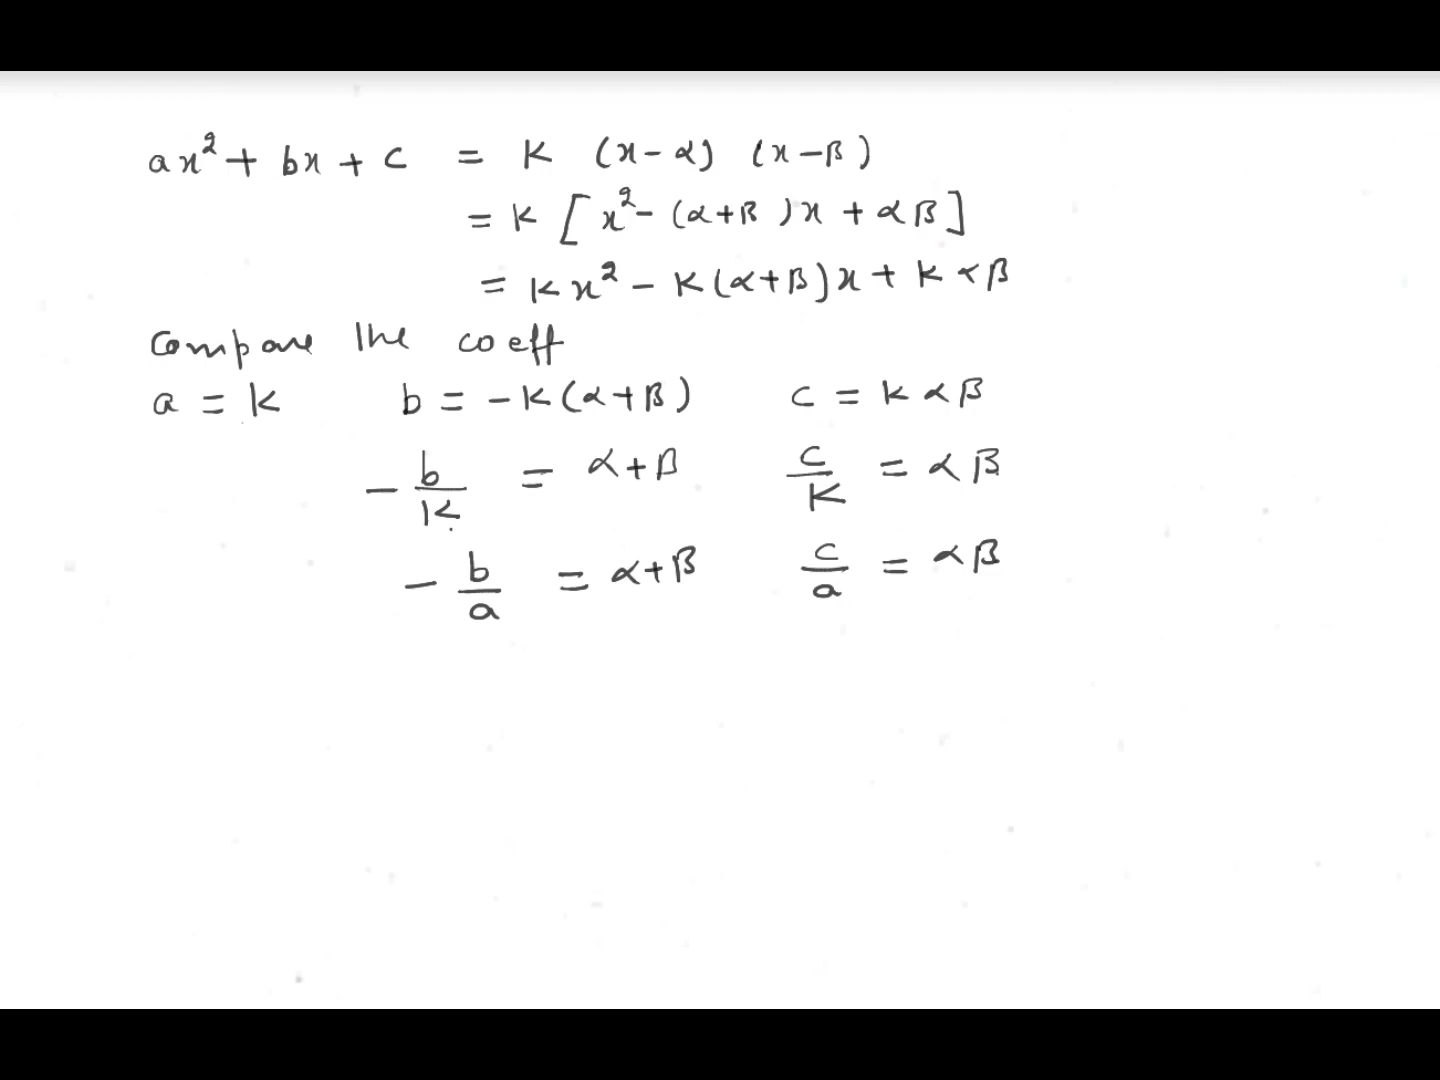 ax² + bx + c = K (x-α) (x-β)
= K [x² - (α+β)x + αβ]
= Kx² - K(α+β)x + Kαβ
Compare the coeff
a = K b = -K(α+β) c = Kαβ
- b/K = α+β c/K = αβ
- b/a = α+β c/a = αβ